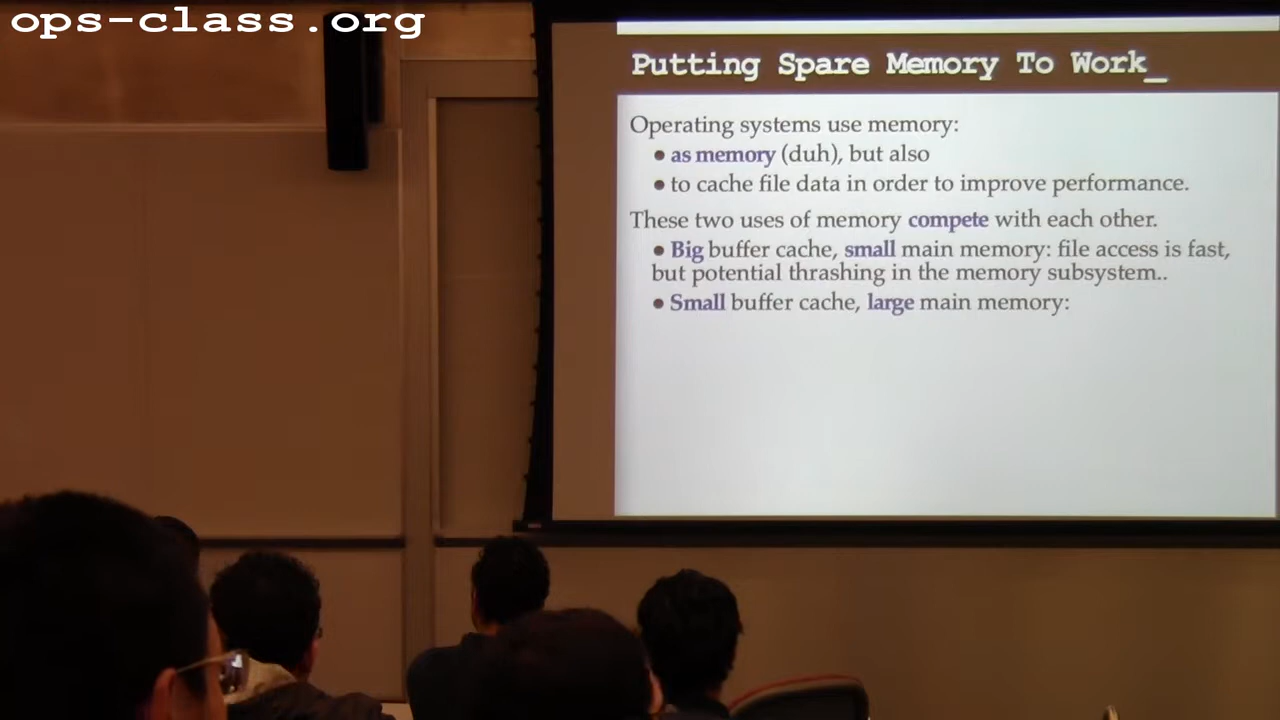 ops-class.org
Putting Spare Memory To Work_
Operating systems use memory:
• as memory (duh), but also
• to cache file data in order to improve performance.
These two uses of memory compete with each other.
• Big buffer cache, small main memory: file access is fast,
but potential thrashing in the memory subsystem..
• Small buffer cache, large main memory: